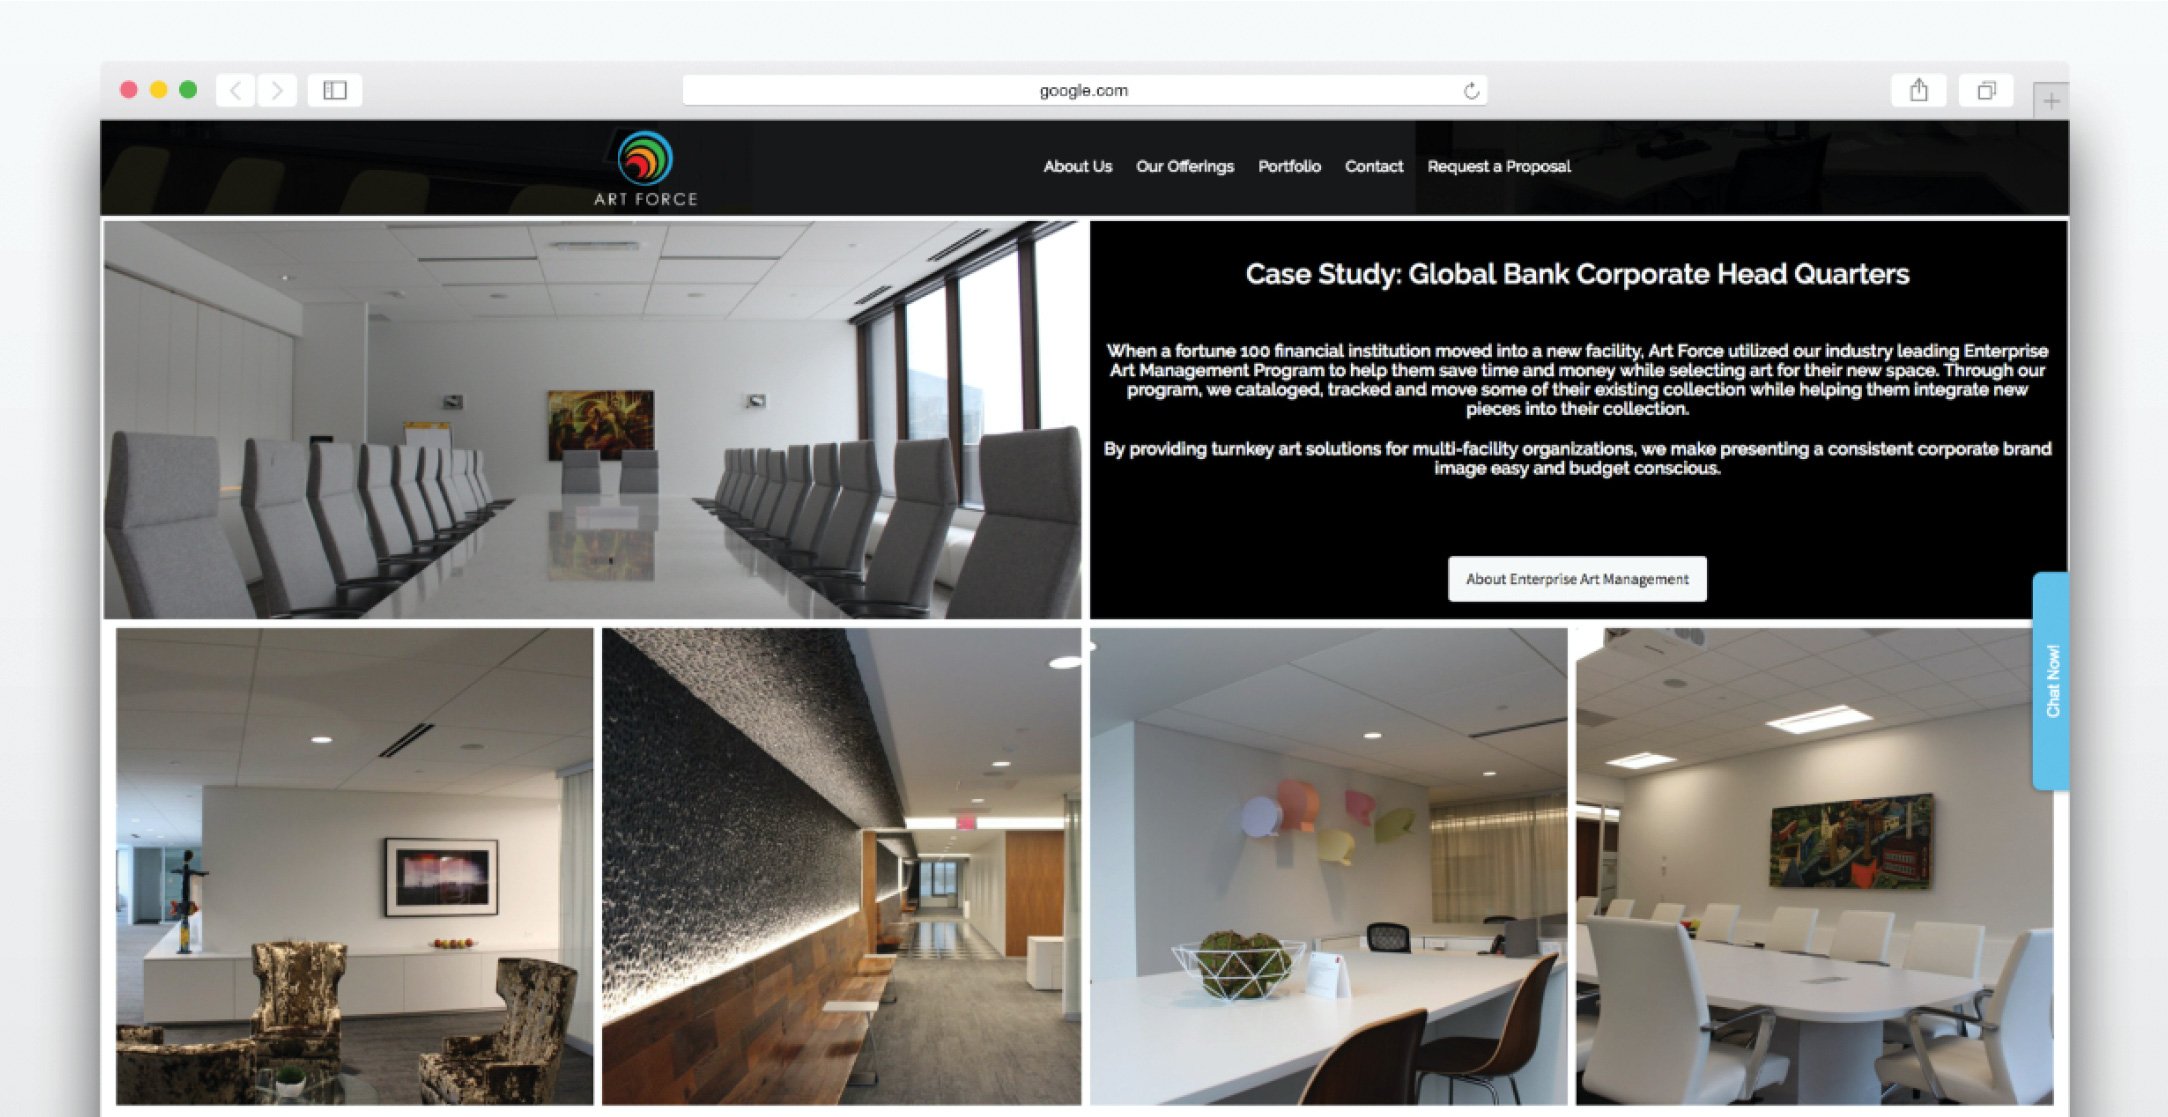 google.com
ART FORCE
About Us Our Offerings Portfolio Contact Request a Proposal
Case Study: Global Bank Corporate Head Quarters
When a fortune 100 financial institution moved into a new facility, Art Force utilized our industry leading Enterprise
Art Management Program to help them save time and money while selecting art for their new space. Through our
program, we cataloged, tracked and move some of their existing collection while helping them integrate new
pieces into their collection.
By providing turnkey art solutions for multi-facility organizations, we make presenting a consistent corporate brand
image easy and budget conscious.
About Enterprise Art Management
Chat Now!